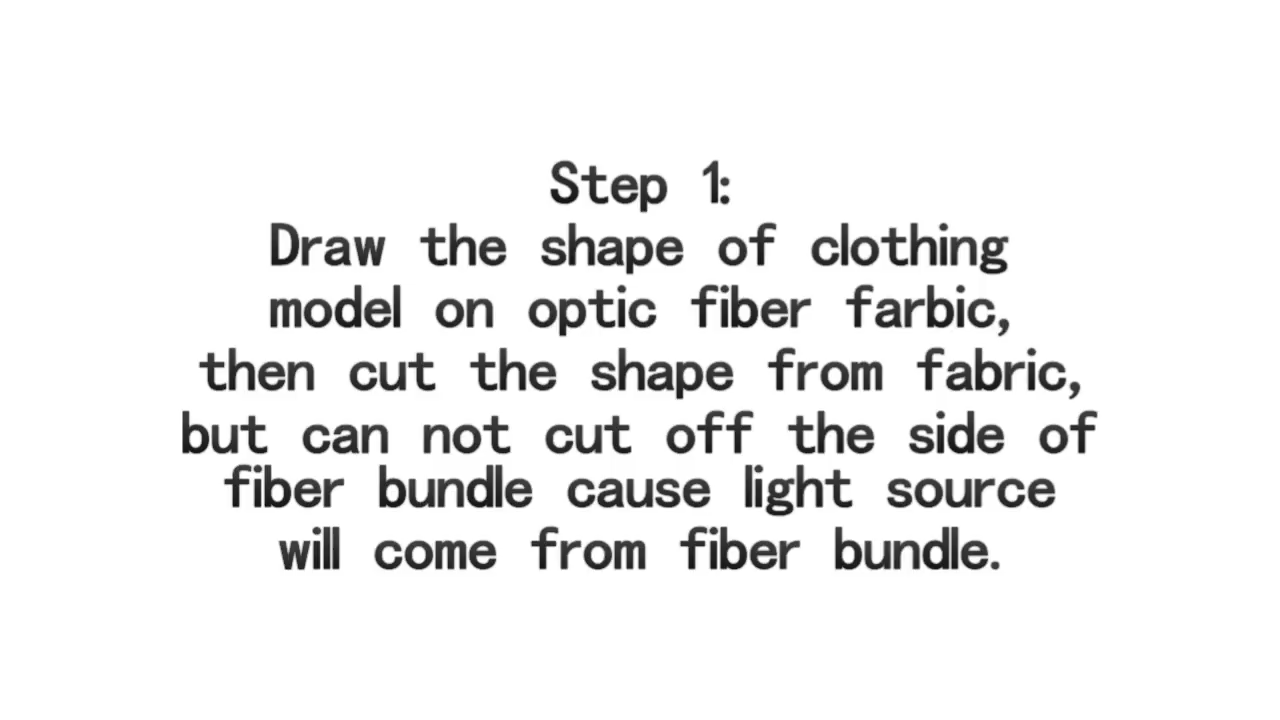 Step 1:
Draw the shape of clothing
model on optic fiber farbic,
then cut the shape from fabric,
but can not cut off the side of
fiber bundle cause light source
will come from fiber bundle.